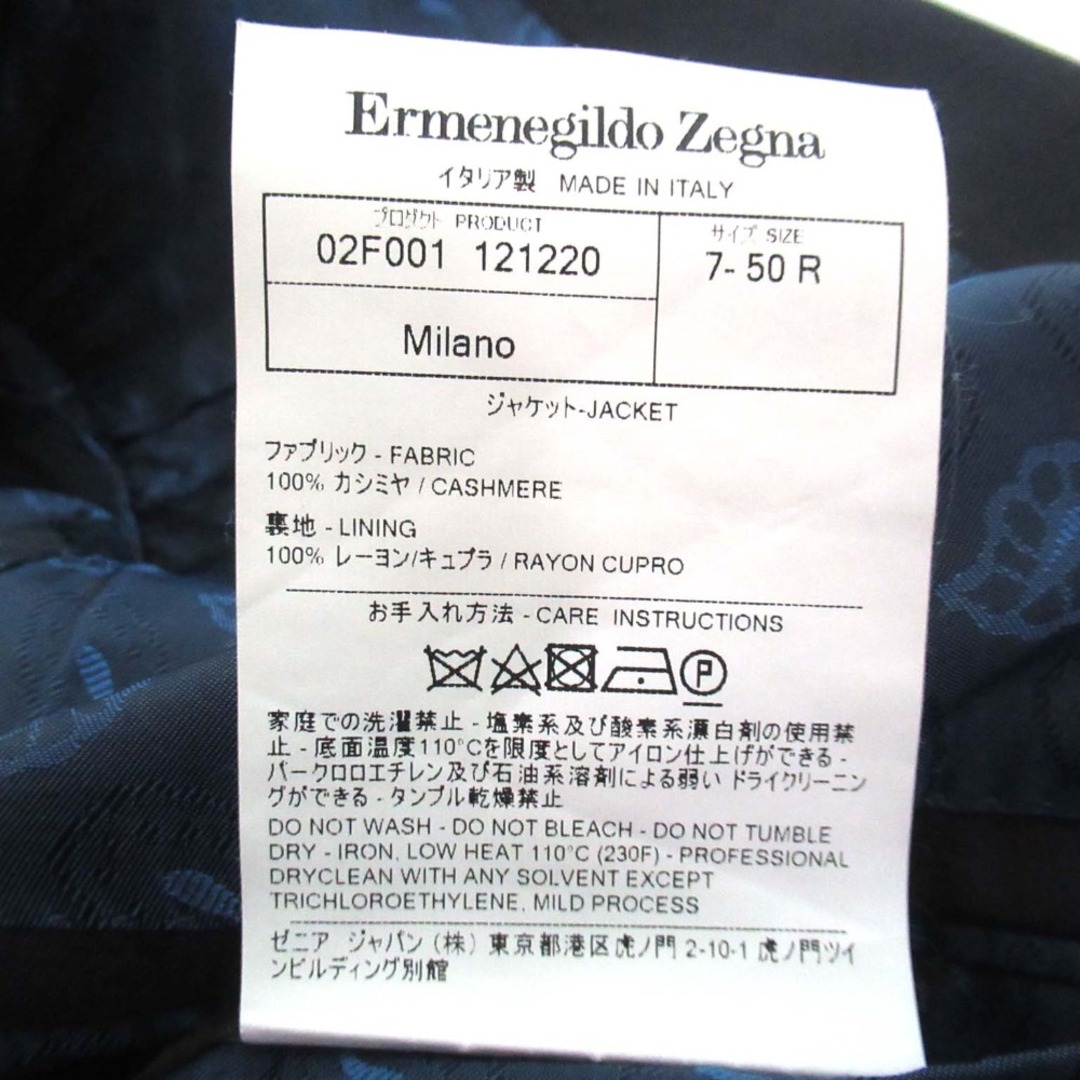 Ermenegildo Zegna
イタリア製 MADE IN ITALY
プロダクト PRODUCT
02F001 121220
サイズ SIZE
7- 50 R
Milano
ジャケット-JACKET
ファブリック - FABRIC
100% カシミヤ / CASHMERE
裏地 - LINING
100% レーヨン/キュプラ / RAYON CUPRO
お手入れ方法 - CARE INSTRUCTIONS
P
家庭での洗濯禁止 - 塩素系及び酸素系漂白剤の使用禁
止 - 底面温度110°Cを限度としてアイロン仕上げができる -
パークロロエチレン及び石油系溶剤による弱い ドライクリーニン
グができる - タンブル乾燥禁止
DO NOT WASH - DO NOT BLEACH - DO NOT TUMBLE
DRY - IRON, LOW HEAT 110°C (230F) - PROFESSIONAL
DRYCLEAN WITH ANY SOLVENT EXCEPT
TRICHLOROETHYLENE, MILD PROCESS
ゼニア ジャパン (株) 東京都港区虎ノ門 2-10-1 虎ノ門ツイ
ンビルディング別館